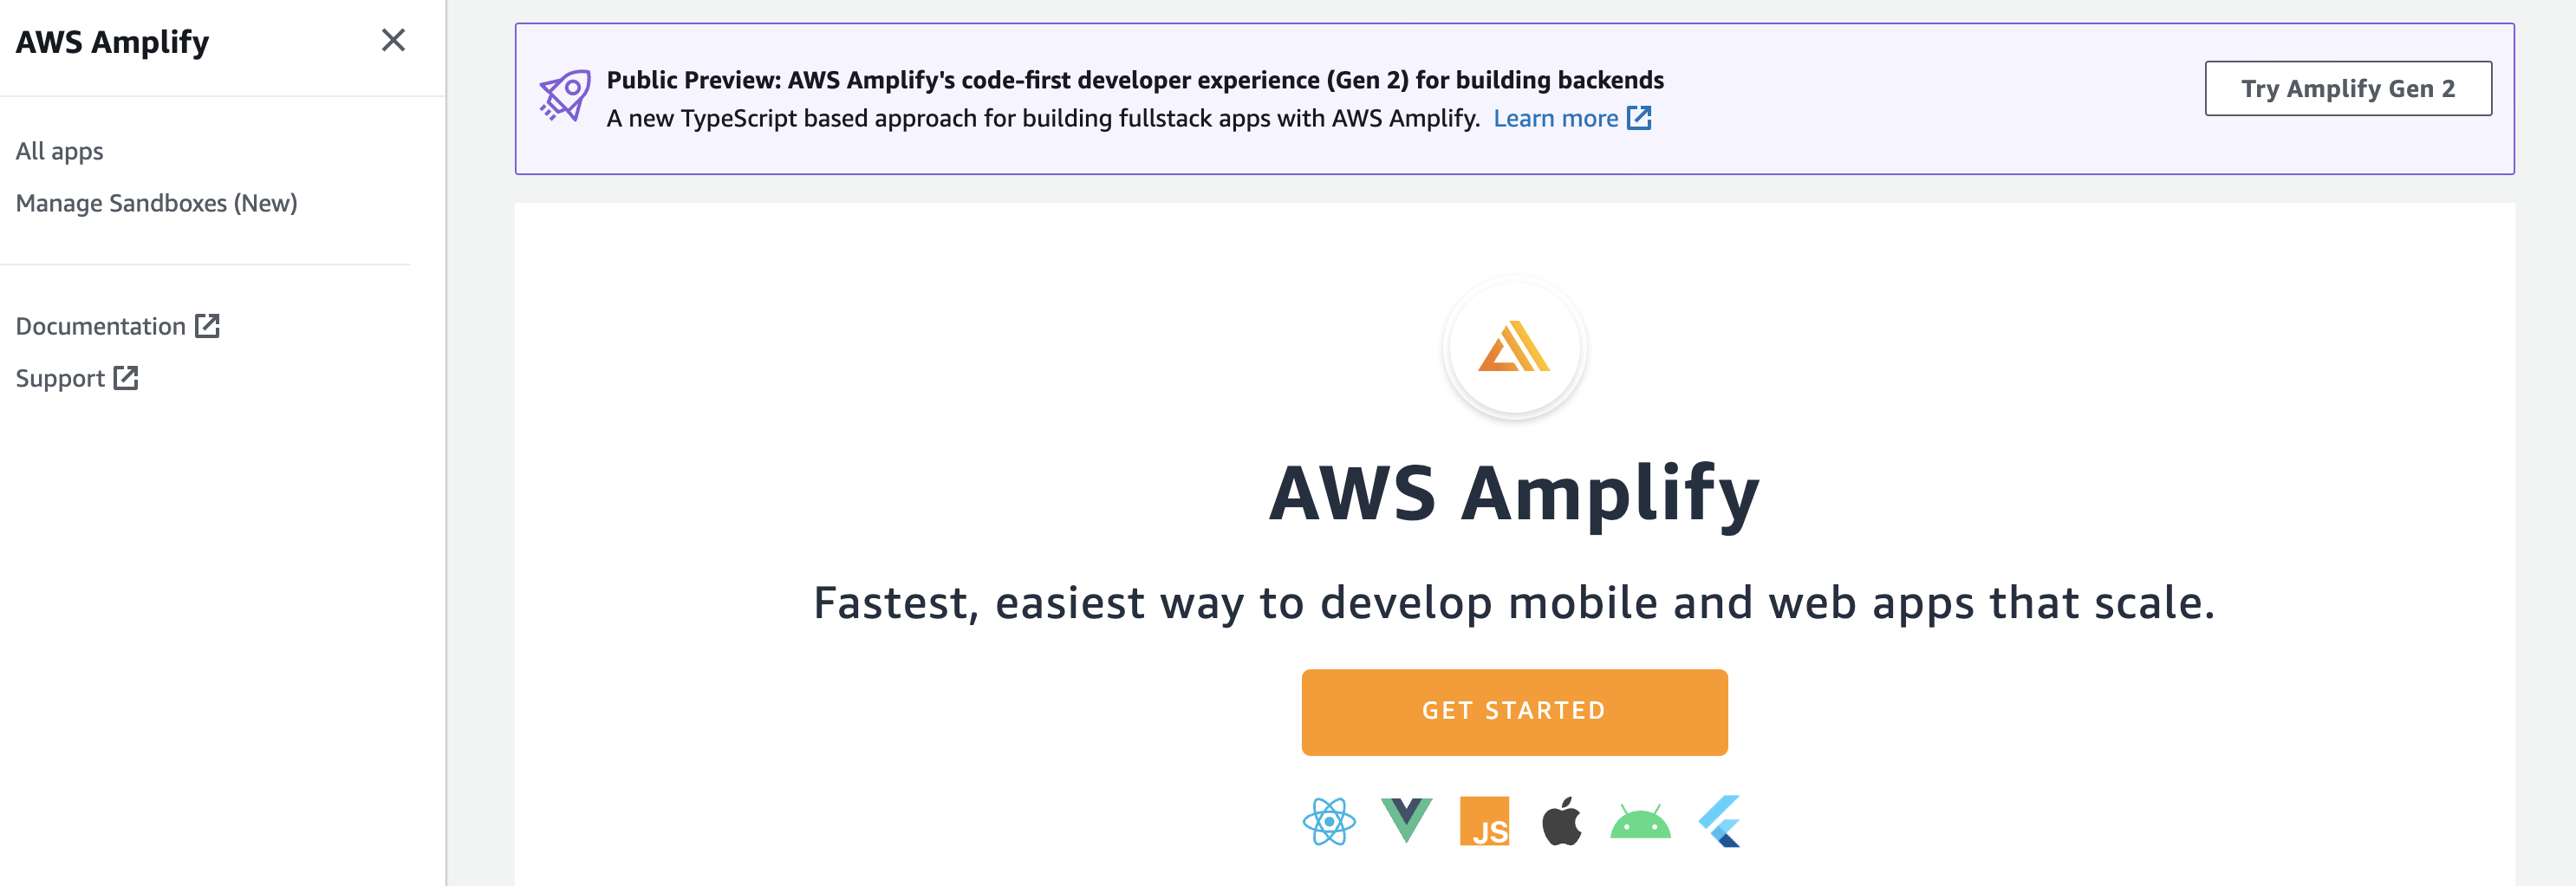 AWS Amplify
All apps
Manage Sandboxes (New)
Documentation
Support
Public Preview: AWS Amplify's code-first developer experience (Gen 2) for building backends
A new TypeScript based approach for building fullstack apps with AWS Amplify. Learn more
Try Amplify Gen 2
AWS Amplify
Fastest, easiest way to develop mobile and web apps that scale.
GET STARTED
JS